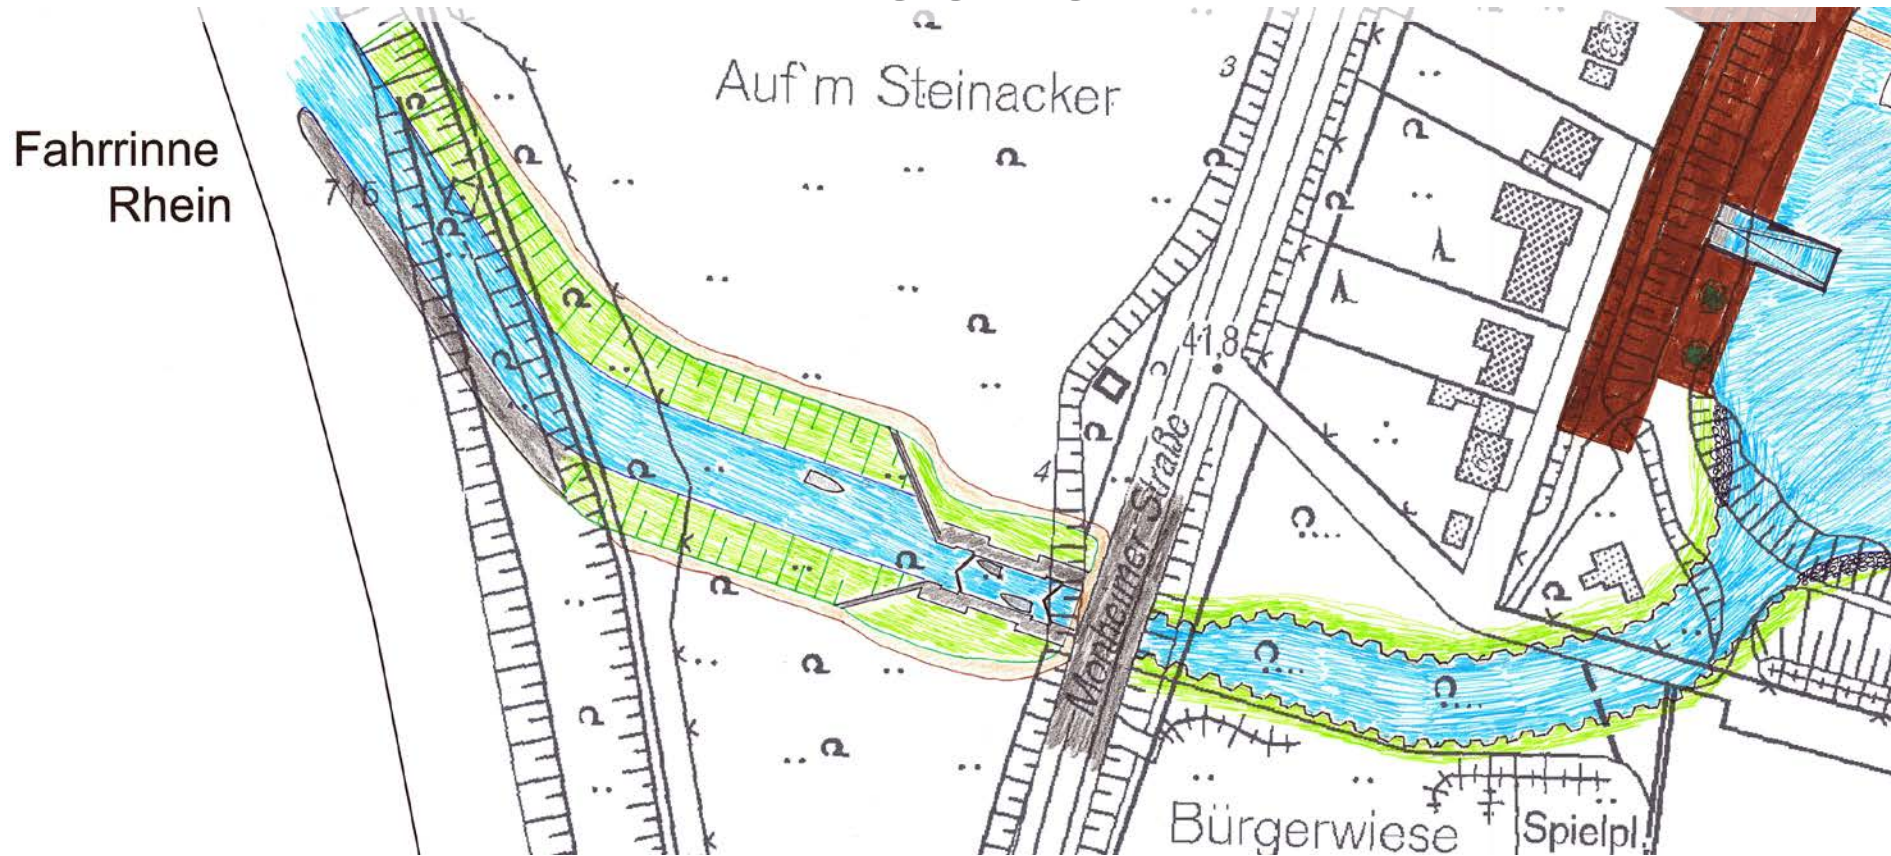 Auf'm Steinacker
3
Fahrrinne
Rhein
716
41,8
4
Monheimer Straße
Bürgerwiese
Spielpl.